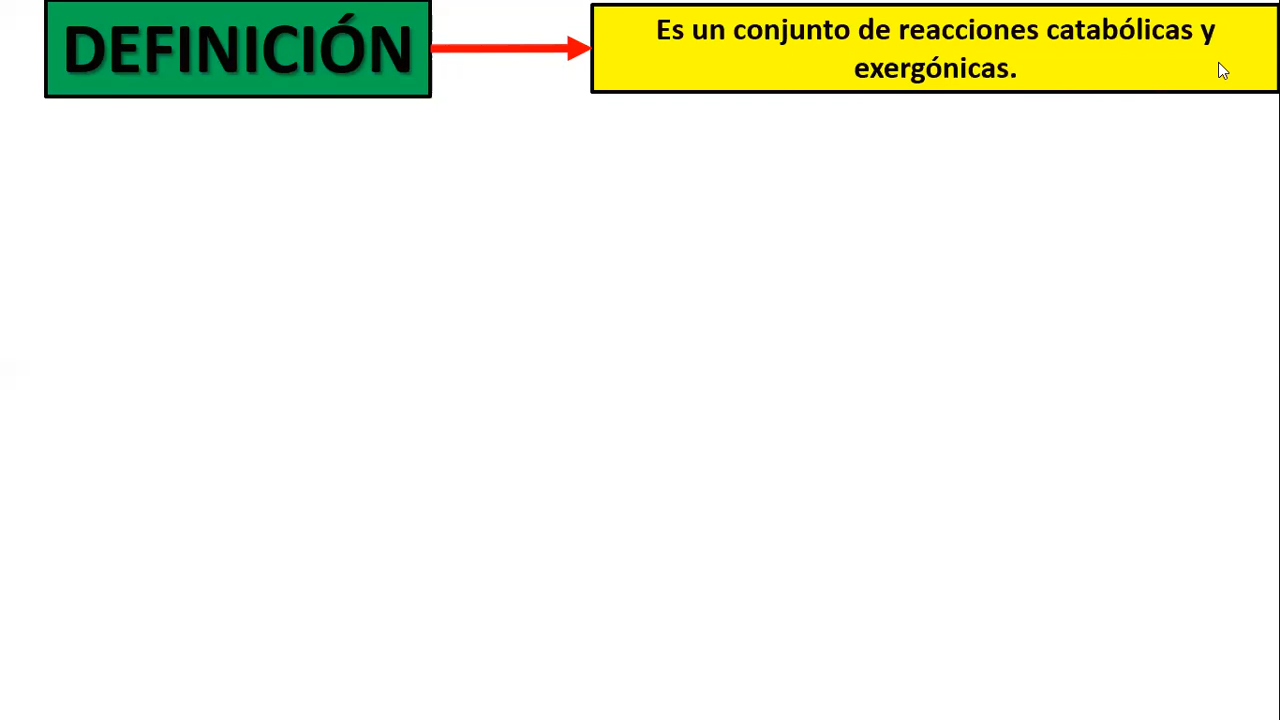 DEFINICIÓN
Es un conjunto de reacciones catabólicas y
exergónicas.